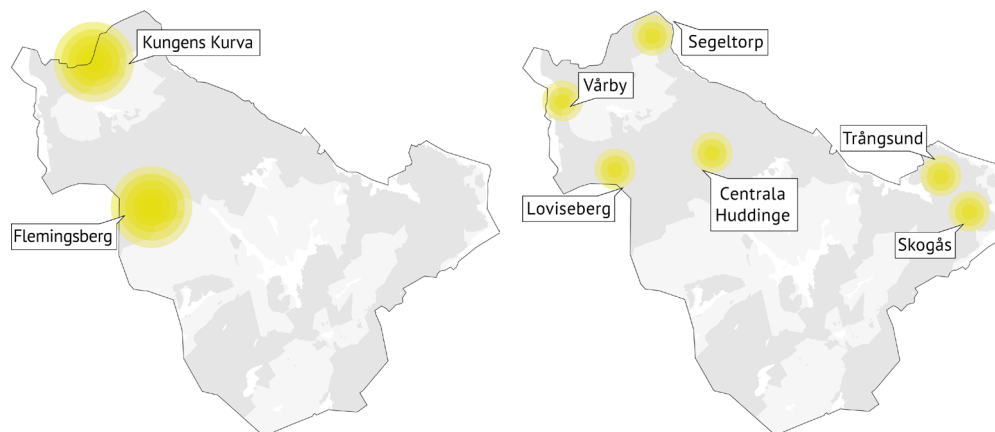 Kungens Kurva
Flemingsberg
Segeltorp
Vårby
Trångsund
Loviseberg
Centrala
Huddinge
Skogås